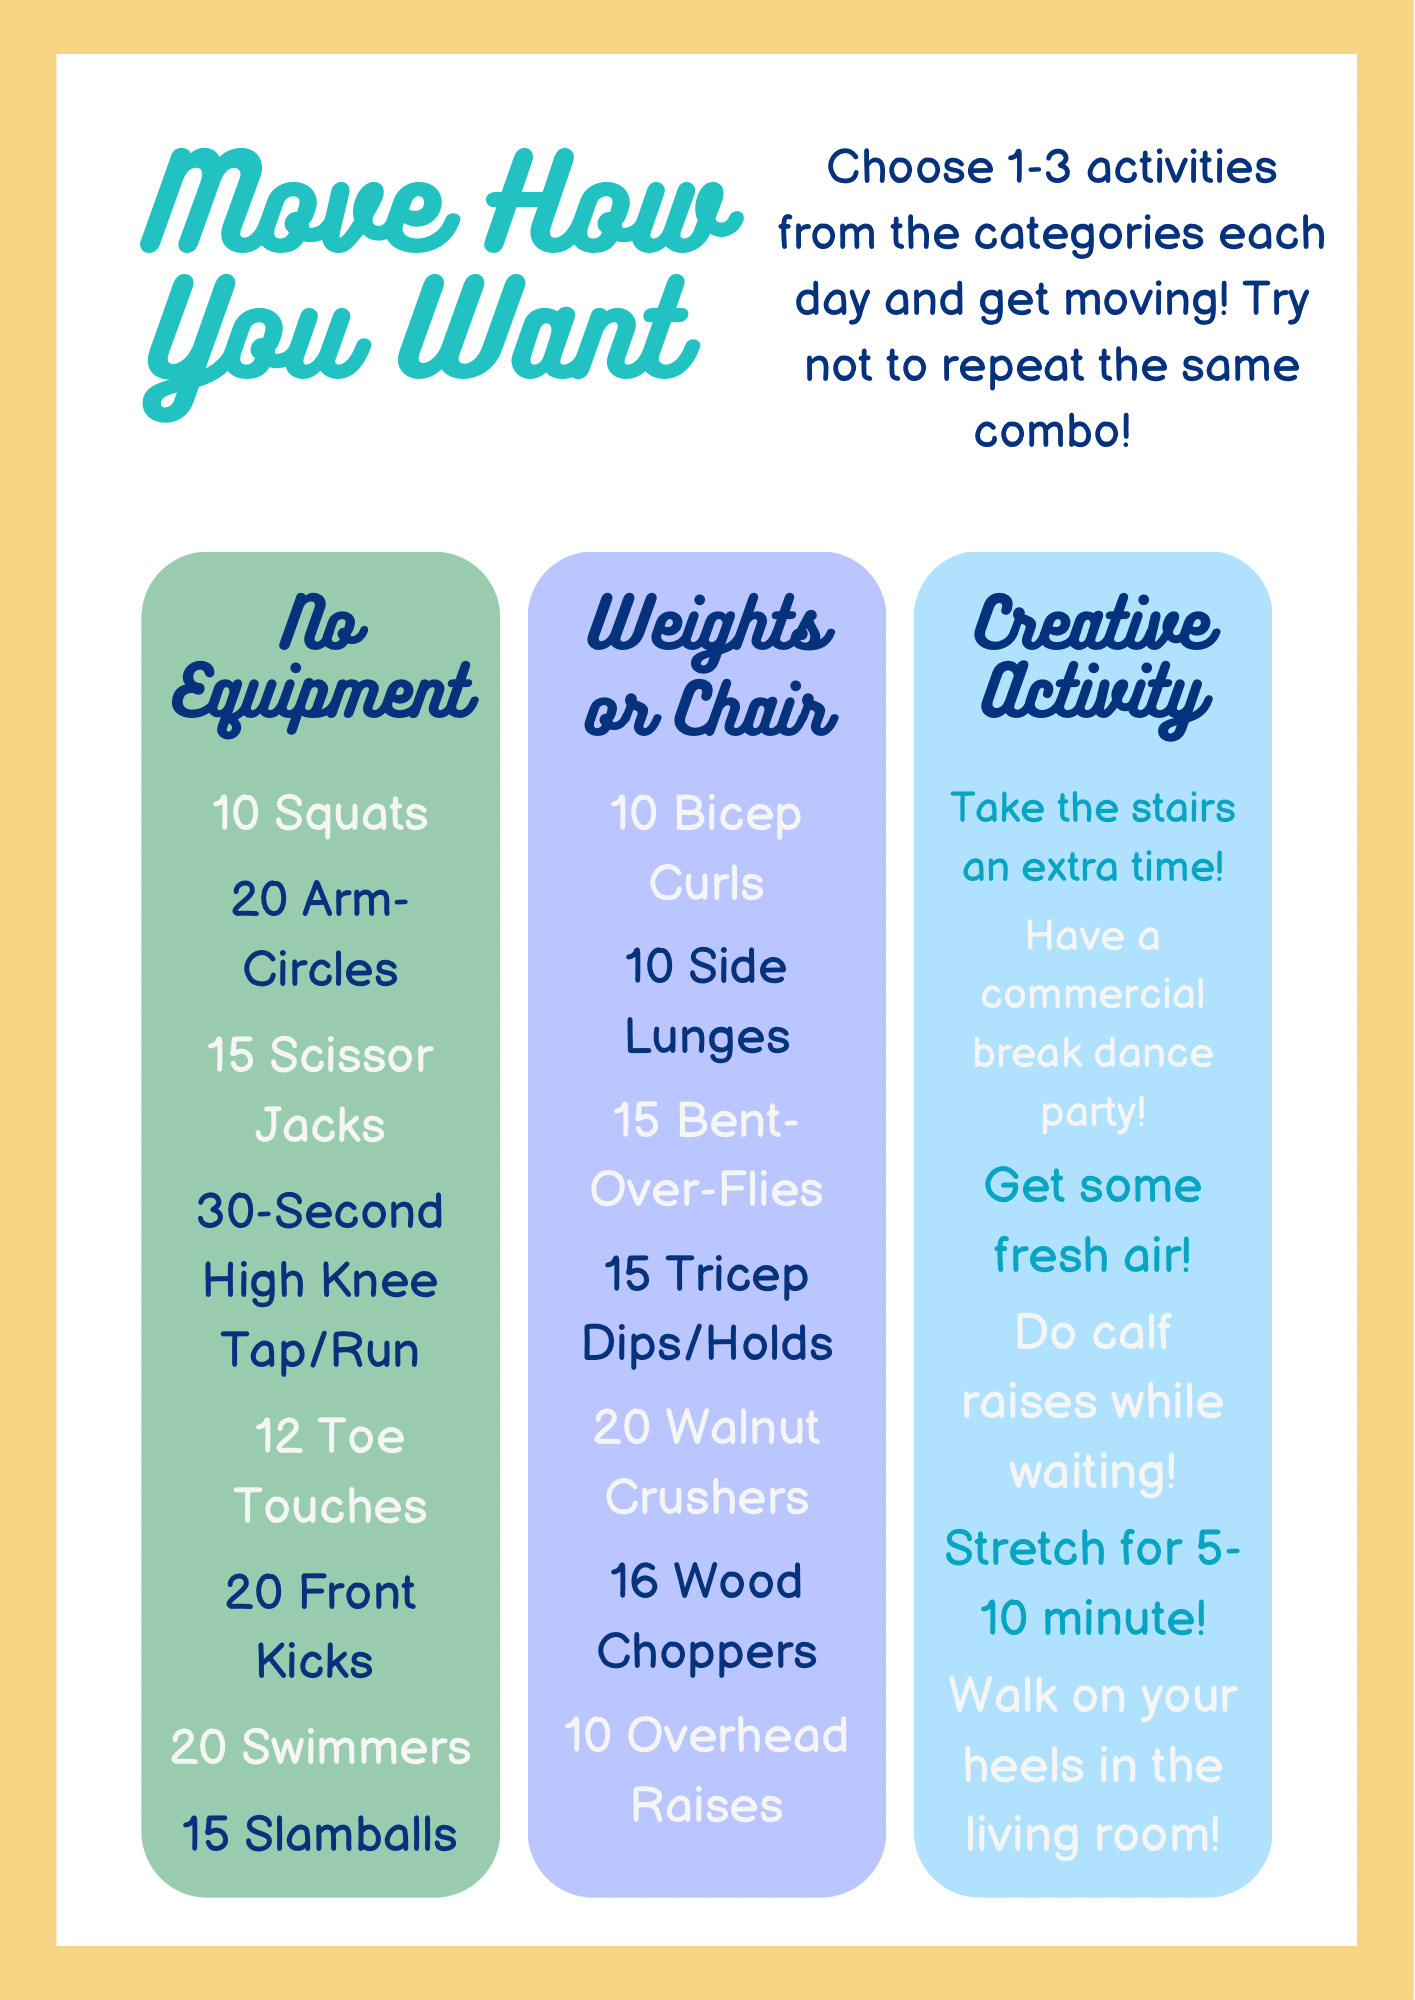 Move How
You Want
Choose 1-3 activities
from the categories each
day and get moving! Try
not to repeat the same
combo!
No
Equipment
10 Squats
20 Arm-
Circles
15 Scissor
Jacks
30-Second
High Knee
Tap/Run
12 Toe
Touches
20 Front
Kicks
20 Swimmers
15 Slamballs
Weights
or Chair
10 Bicep
Curls
10 Side
Lunges
15 Bent-
Over-Flies
15 Tricep
Dips/Holds
20 Walnut
Crushers
16 Wood
Choppers
10 Overhead
Raises
Creative
Activity
Take the stairs
an extra time!
Have a
commercial
break dance
party!
Get some
fresh air!
Do calf
raises while
waiting!
Stretch for 5-
10 minute!
Walk on your
heels in the
living room!